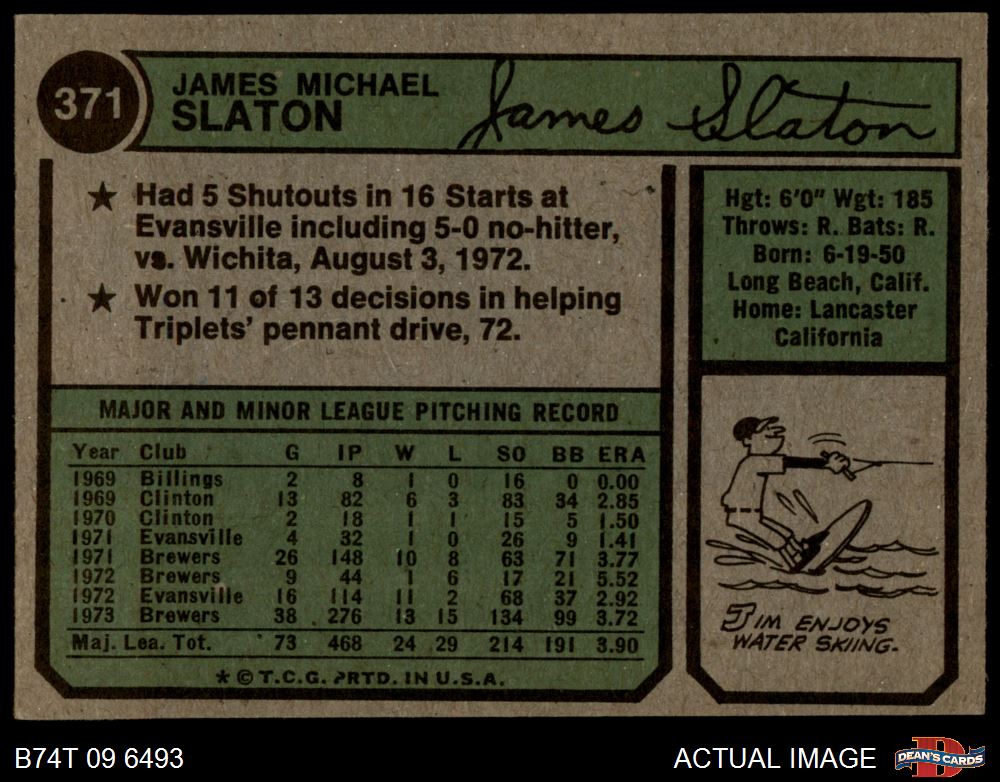 371
JAMES MICHAEL
SLATON
James Slaton
★ Had 5 Shutouts in 16 Starts at
Evansville including 5-0 no-hitter,
vs. Wichita, August 3, 1972.
★ Won 11 of 13 decisions in helping
Triplets' pennant drive, 72.
Hgt: 6'0" Wgt: 185
Throws: R. Bats: R.
Born: 6-19-50
Long Beach, Calif.
Home: Lancaster
California
MAJOR AND MINOR LEAGUE PITCHING RECORD
Year Club G IP W L SO BB ERA
1969 Billings 2 8 1 0 16 0 0.00
1969 Clinton 13 82 6 3 83 34 2.85
1970 Clinton 2 18 1 1 15 5 1.50
1971 Evansville 4 32 1 0 26 9 1.41
1971 Brewers 26 148 10 8 63 71 3.77
1972 Brewers 9 44 1 6 17 21 5.52
1972 Evansville 16 114 11 2 68 37 2.92
1973 Brewers 38 276 13 15 134 99 3.72
Maj. Lea. Tot. 73 468 24 29 214 191 3.90
★ © T.C.G. PRTD. IN U.S.A.
JIM ENJOYS
WATER SKIING.
B74T 09 6493
ACTUAL IMAGE
D
DEAN'S CARDS